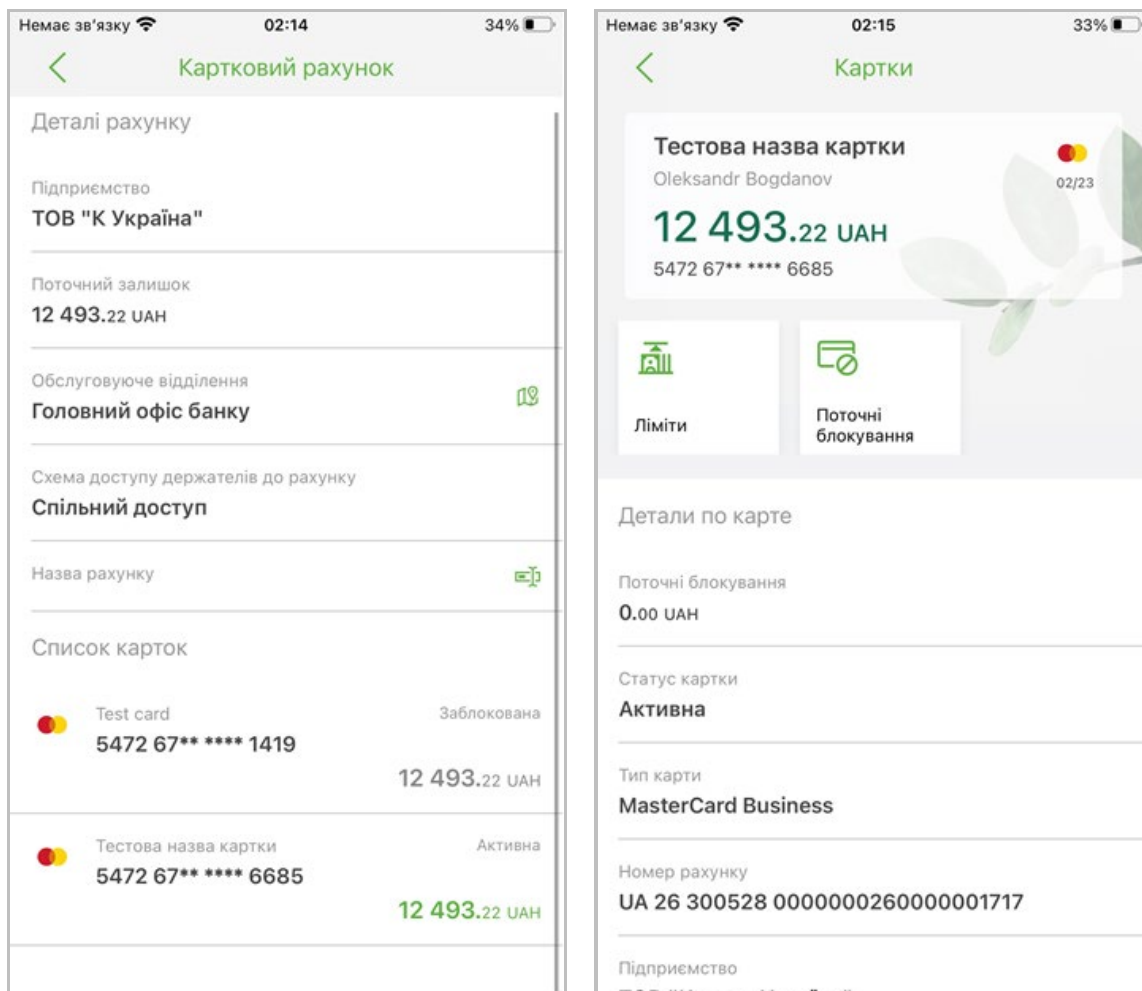 Немає зв'язку 02:14 34%
Картковий рахунок
Деталі рахунку
Підприємство
ТОВ "К Україна"
Поточний залишок
12 493.22 UAH
Обслуговуюче відділення
Головний офіс банку
Схема доступу держателів до рахунку
Спільний доступ
Назва рахунку
Список карток
Test card Заблокована
5472 67** **** 1419
12 493.22 UAH
Тестова назва картки Активна
5472 67** **** 6685
12 493.22 UAH
Немає зв'язку 02:15 33%
Картки
Тестова назва картки
Oleksandr Bogdanov 02/23
12 493.22 UAH
5472 67** **** 6685
Ліміти
Поточні
блокування
Детали по карте
Поточні блокування
0.00 UAH
Статус картки
Активна
Тип карти
MasterCard Business
Номер рахунку
UA 26 300528 0000000260000001717
Підприємство